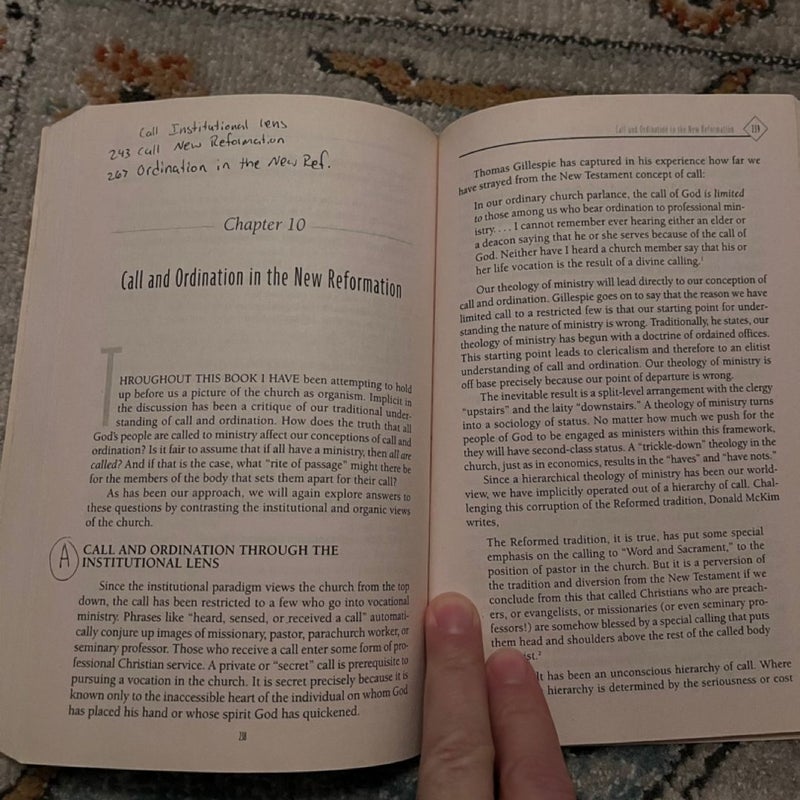 Call Institutional Lens
243 Call New Reformation
267 Ordination in the New Ref.
Chapter 10
Call and Ordination in the New Reformation
THROUGHOUT THIS BOOK I HAVE been attempting to hold
up before us a picture of the church as organism. Implicit in
the discussion has been a critique of our traditional under-
standing of call and ordination. How does the truth that all
God's people are called to ministry affect our conceptions of call and
ordination? Is it fair to assume that if all have a ministry, then all are
called? And if that is the case, what "rite of passage" might there be
for the members of the body that sets them apart for their call?
As has been our approach, we will again explore answers to
these questions by contrasting the institutional and organic views
of the church.
A CALL AND ORDINATION THROUGH THE
INSTITUTIONAL LENS
Since the institutional paradigm views the church from the top
down, the call has been restricted to a few who go into vocational
ministry. Phrases like "heard, sensed, or received a call" automati-
cally conjure up images of missionary, pastor, parachurch worker, or
seminary professor. Those who receive a call enter some form of pro-
fessional Christian service. A private or "secret" call is prerequisite to
pursuing a vocation in the church. It is secret precisely because it is
known only to the inaccessible heart of the individual on whom God
has placed his hand or whose spirit God has quickened.
238
Call and Ordination in the New Reformation 239
Thomas Gillespie has captured in his experience how far we
have strayed from the New Testament concept of call:
In our ordinary church parlance, the call of God is limited
to those among us who bear ordination to professional min-
istry. . . . I cannot remember ever hearing either an elder or
a deacon saying that he or she serves because of the call of
God. Neither have I heard a church member say that his or
her life vocation is the result of a divine calling.¹
Our theology of ministry will lead directly to our conception of
call and ordination. Gillespie goes on to say that the reason we have
limited call to a restricted few is that our starting point for under-
standing the nature of ministry is wrong. Traditionally, he states, our
theology of ministry has begun with a doctrine of ordained offices.
This starting point leads to clericalism and therefore to an elitist
understanding of call and ordination. Our theology of ministry is
off base precisely because our point of departure is wrong.
The inevitable result is a split-level arrangement with the clergy
"upstairs" and the laity "downstairs." A theology of ministry turns
into a sociology of status. No matter how much we push for the
people of God to be engaged as ministers within this framework,
they will have second-class status. A "trickle-down" theology in the
church, just as in economics, results in the "haves" and "have nots."
Since a hierarchical theology of ministry has been our world-
view, we have implicitly operated out of a hierarchy of call. Chal-
lenging this corruption of the Reformed tradition, Donald McKim
writes,
The Reformed tradition, it is true, has put some special
emphasis on the calling to "Word and Sacrament," to the
position of pastor in the church. But it is a perversion of
the tradition and diversion from the New Testament if we
conclude from this that called Christians who are preach-
ers, or evangelists, or missionaries (or even seminary pro-
fessors!) are somehow blessed by a special calling that puts
them head and shoulders above the rest of the called body
ist.²
lt has been an unconscious hierarchy of call. Where
hierarchy is determined by the seriousness or cost